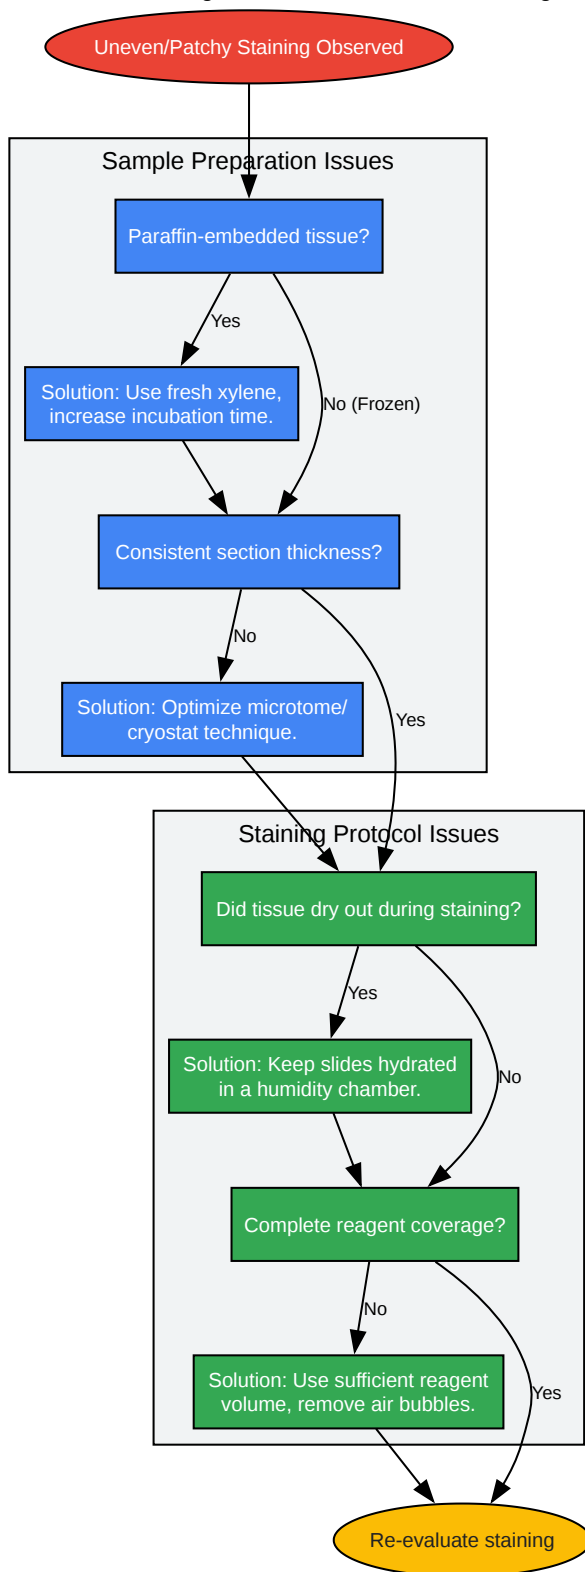 Uneven/Patchy Staining Observed
Sample Preparation Issues
Paraffin-embedded tissue?
Yes
Solution: Use fresh xylene,
increase incubation time.
No (Frozen)
Consistent section thickness?
No
Solution: Optimize microtome/
cryostat technique.
Yes
Staining Protocol Issues
Did tissue dry out during staining?
Yes
Solution: Keep slides hydrated
in a humidity chamber.
No
Complete reagent coverage?
No
Solution: Use sufficient reagent
volume, remove air bubbles.
Yes
Re-evaluate staining